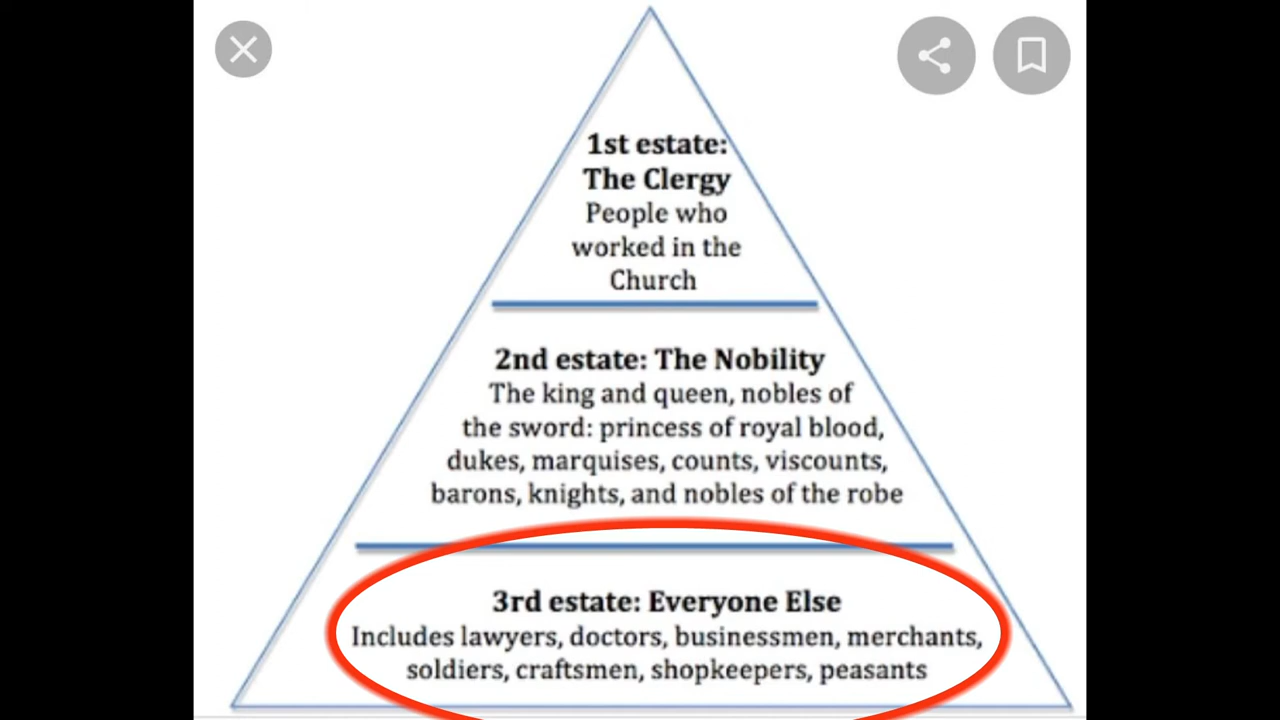 1st estate:
The Clergy
People who
worked in the
Church
2nd estate: The Nobility
The king and queen, nobles of
the sword: princess of royal blood,
dukes, marquises, counts, viscounts,
barons, knights, and nobles of the robe
3rd estate: Everyone Else
Includes lawyers, doctors, businessmen, merchants,
soldiers, craftsmen, shopkeepers, peasants